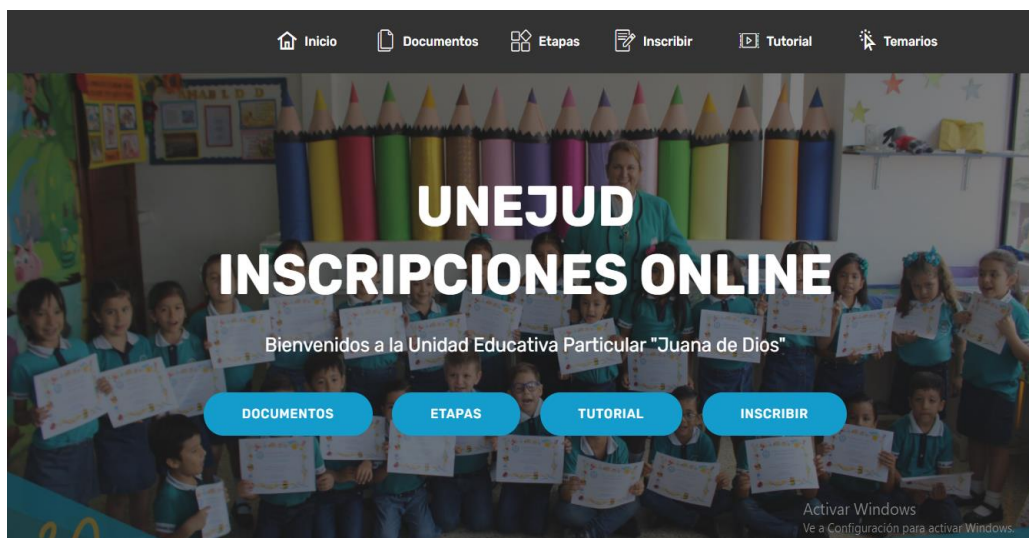 Inicio
Documentos
Etapas
Inscribir
Tutorial
Temarios
UNEJUD
INSCRIPCIONES ONLINE
Bienvenidos a la Unidad Educativa Particular "Juana de Dios"
DOCUMENTOS
ETAPAS
TUTORIAL
INSCRIBIR
Activar Windows
Ve a Configuración para activar Windows.